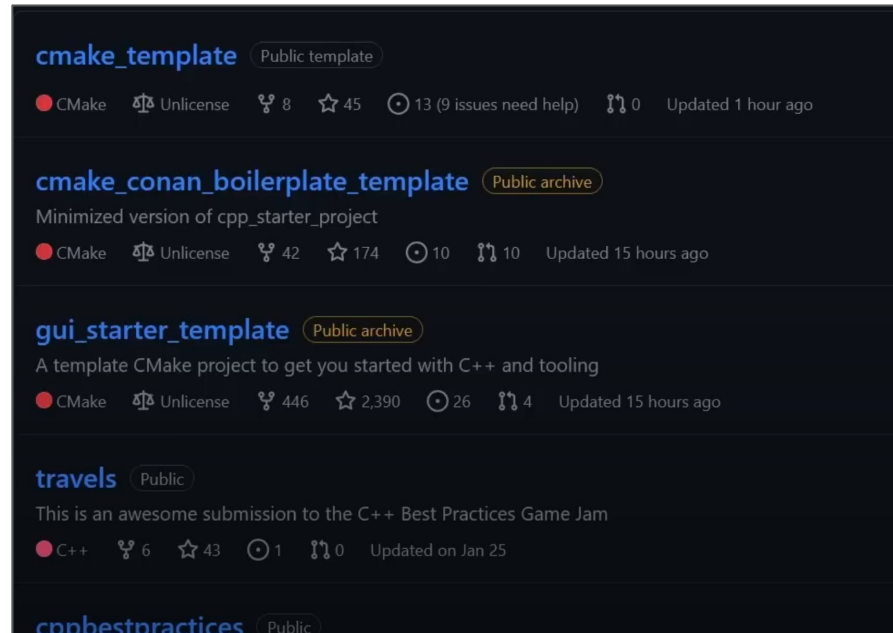 cmake_template Public template
CMake Unlicense 8 45 13 (9 issues need help) 0 Updated 1 hour ago
cmake_conan_boilerplate_template Public archive
Minimized version of cpp_starter_project
CMake Unlicense 42 174 10 10 Updated 15 hours ago
gui_starter_template Public archive
A template CMake project to get you started with C++ and tooling
CMake Unlicense 446 2,390 26 4 Updated 15 hours ago
travels Public
This is an awesome submission to the C++ Best Practices Game Jam
C++ 6 43 1 0 Updated on Jan 25
cppbestpractices Public